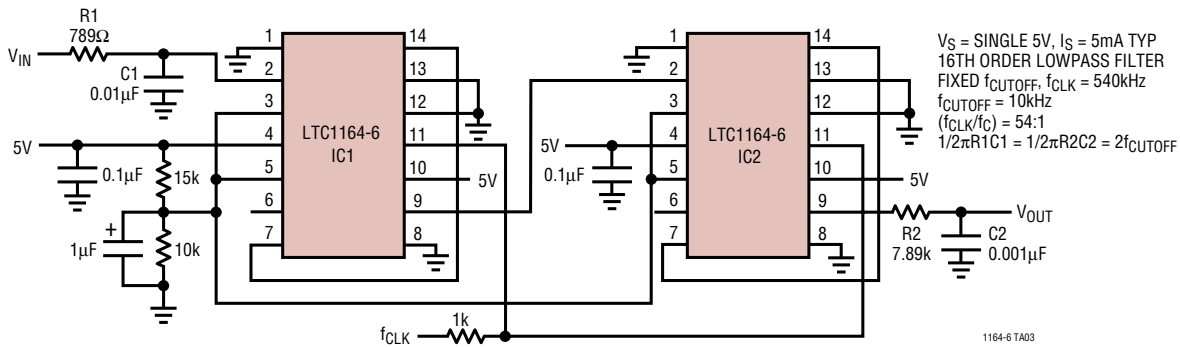 R1
789Ω
VIN
C1
0.01µF
5V
0.1µF
15k
+
1µF
10k
1
2
3
4
5
6
7
14
13
12
11
10
9
8
LTC1164-6
IC1
5V
fCLK
1k
5V
0.1µF
1
2
3
4
5
6
7
14
13
12
11
10
9
8
LTC1164-6
IC2
5V
R2
7.89k
VOUT
C2
0.001µF
VS = SINGLE 5V, IS = 5mA TYP
16TH ORDER LOWPASS FILTER
FIXED fCUTOFF, fCLK = 540kHz
fCUTOFF = 10kHz
(fCLK/fC) = 54:1
1/2πR1C1 = 1/2πR2C2 = 2fCUTOFF
1164-6 TA03